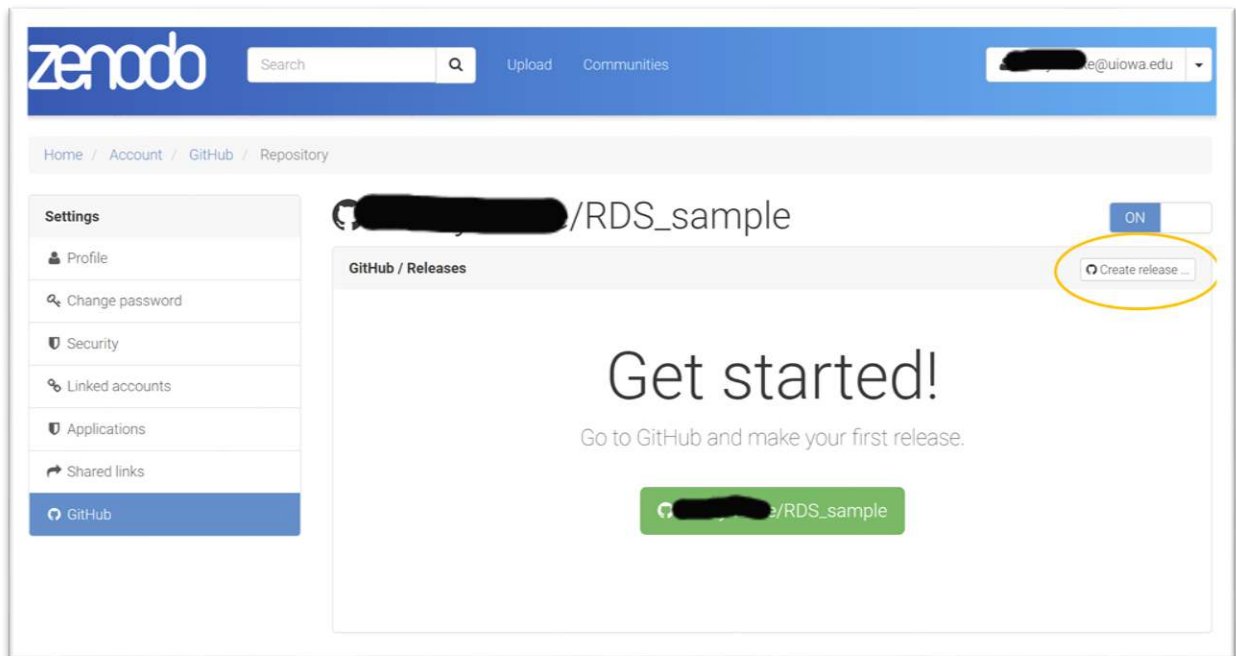 zenodo
Search
Upload
Communities
@uiowa.edu
Home / Account / GitHub / Repository
Settings
Profile
Change password
Security
Linked accounts
Applications
Shared links
GitHub
/RDS_sample
ON
GitHub / Releases
Create release ...
Get started!
Go to GitHub and make your first release.
/RDS_sample